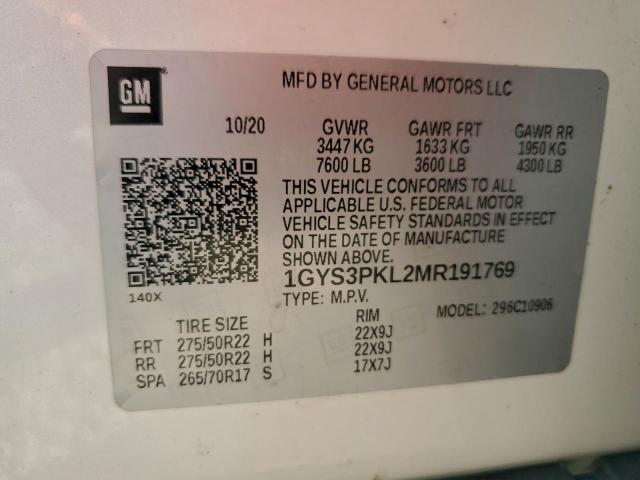 GM
MFD BY GENERAL MOTORS LLC
10/20 GVWR GAWR FRT GAWR RR
3447 KG 1633 KG 1950 KG
7600 LB 3600 LB 4300 LB
THIS VEHICLE CONFORMS TO ALL
APPLICABLE U.S. FEDERAL MOTOR
VEHICLE SAFETY STANDARDS IN EFFECT
ON THE DATE OF MANUFACTURE
SHOWN ABOVE.
1GYS3PKL2MR191769
140X TYPE: M.P.V. MODEL: 296C10906
TIRE SIZE RIM
FRT 275/50R22 H 22X9J
RR 275/50R22 H 22X9J
SPA 265/70R17 S 17X7J